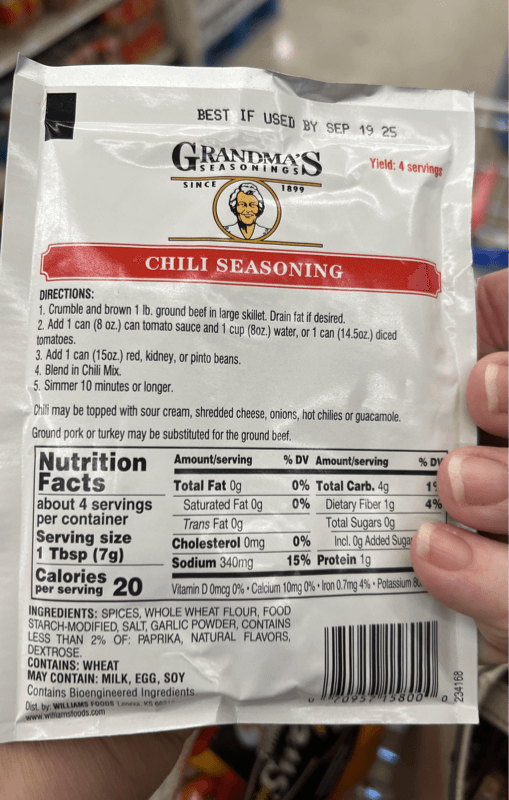 BEST IF USED BY SEP 19 25
GRANDMA'S
SEASONINGS
SINCE 1899
Yield: 4 servings
CHILI SEASONING
DIRECTIONS:
1. Crumble and brown 1 lb. ground beef in large skillet. Drain fat if desired.
2. Add 1 can (8 oz.) can tomato sauce and 1 cup (8oz.) water, or 1 can (14.5oz.) diced
tomatoes.
3. Add 1 can (15oz.) red, kidney, or pinto beans.
4. Blend in Chili Mix.
5. Simmer 10 minutes or longer.
Chili may be topped with sour cream, shredded cheese, onions, hot chilies or guacamole.
Ground pork or turkey may be substituted for the ground beef.
Nutrition
Facts
about 4 servings
per container
Serving size
1 Tbsp (7g)
Calories
per serving 20
Amount/serving % DV
Total Fat 0g 0%
Saturated Fat 0g 0%
Trans Fat 0g
Cholesterol 0mg 0%
Sodium 340mg 15%
Amount/serving % DV
Total Carb. 4g
Dietary Fiber 1g 4%
Total Sugars 0g
Incl. 0g Added
Protein 1g
Vitamin D 0mcg 0% • Calcium 10mg 0% • Iron 0.7mg 4% • Potassium
INGREDIENTS: SPICES, WHOLE WHEAT FLOUR, FOOD
STARCH-MODIFIED, SALT, GARLIC POWDER, CONTAINS
LESS THAN 2% OF: PAPRIKA, NATURAL FLAVORS,
DEXTROSE.
CONTAINS: WHEAT
MAY CONTAIN: MILK, EGG, SOY
Contains Bioengineered Ingredients.
Dist. by: WILLIAMS FOODS Lenexa, KS
www.williamsfoods.com
234168